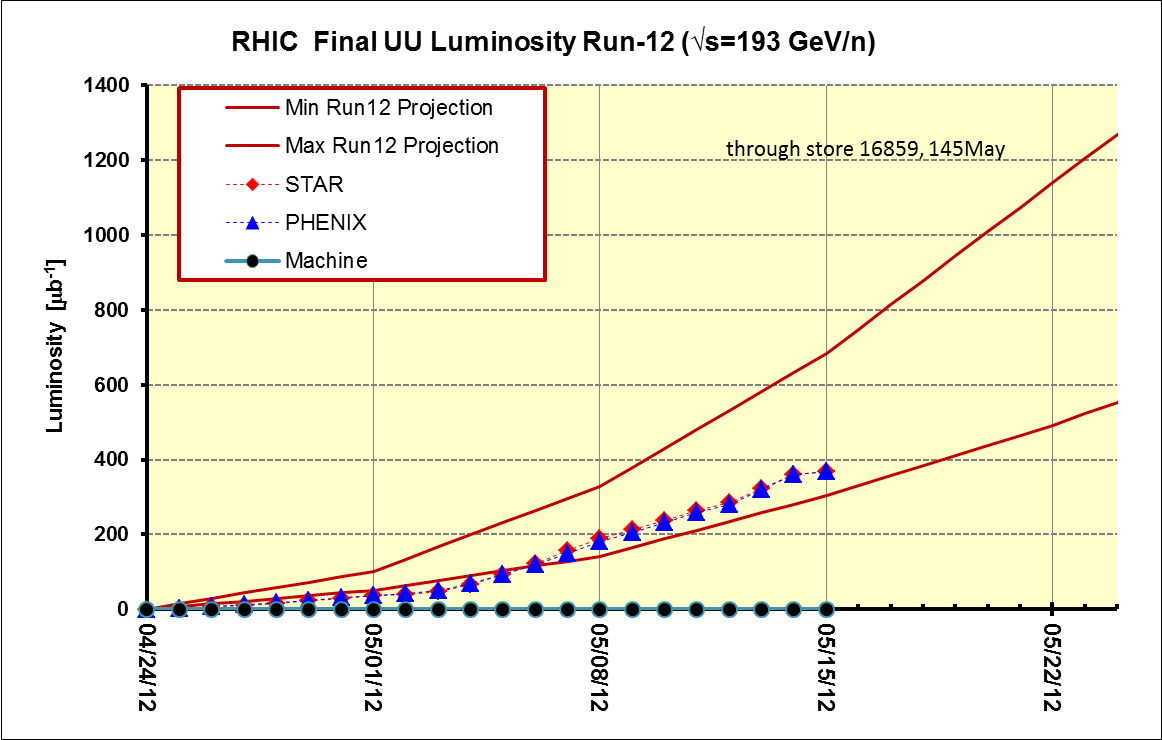 RHIC Final UU Luminosity Run-12 (√s=193 GeV/n)
1400
1200
1000
800
600
400
200
0
Luminosity [μb⁻¹]
Min Run12 Projection
Max Run12 Projection
STAR
PHENIX
Machine
through store 16859, 145May
04/24/12
05/01/12
05/08/12
05/15/12
05/22/12